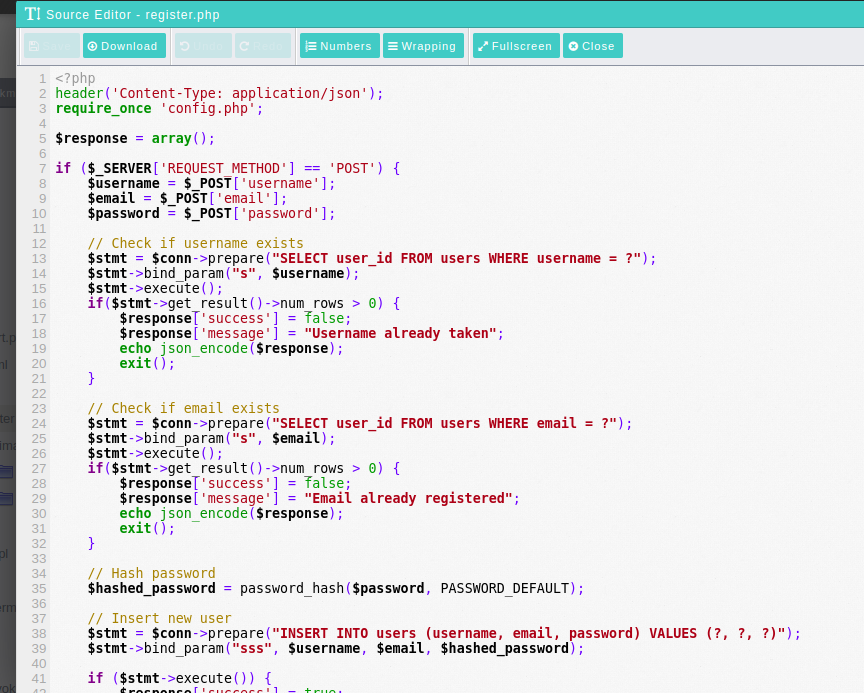 Source Editor - register.php
Download Numbers Wrapping Fullscreen Close
1 <?php
2 header('Content-Type: application/json');
3 require_once 'config.php';
4
5 $response = array();
6
7 if ($_SERVER['REQUEST_METHOD'] == 'POST') {
8     $username = $_POST['username'];
9     $email = $_POST['email'];
10     $password = $_POST['password'];
11
12     // Check if username exists
13     $stmt = $conn->prepare("SELECT user_id FROM users WHERE username = ?");
14     $stmt->bind_param("s", $username);
15     $stmt->execute();
16     if($stmt->get_result()->num_rows > 0) {
17         $response['success'] = false;
18         $response['message'] = "Username already taken";
19         echo json_encode($response);
20         exit();
21     }
22
23     // Check if email exists
24     $stmt = $conn->prepare("SELECT user_id FROM users WHERE email = ?");
25     $stmt->bind_param("s", $email);
26     $stmt->execute();
27     if($stmt->get_result()->num_rows > 0) {
28         $response['success'] = false;
29         $response['message'] = "Email already registered";
30         echo json_encode($response);
31         exit();
32     }
33
34     // Hash password
35     $hashed_password = password_hash($password, PASSWORD_DEFAULT);
36
37     // Insert new user
38     $stmt = $conn->prepare("INSERT INTO users (username, email, password) VALUES (?, ?, ?)");
39     $stmt->bind_param("sss", $username, $email, $hashed_password);
40
41     if ($stmt->execute()) {
42         $response['success'] = true;